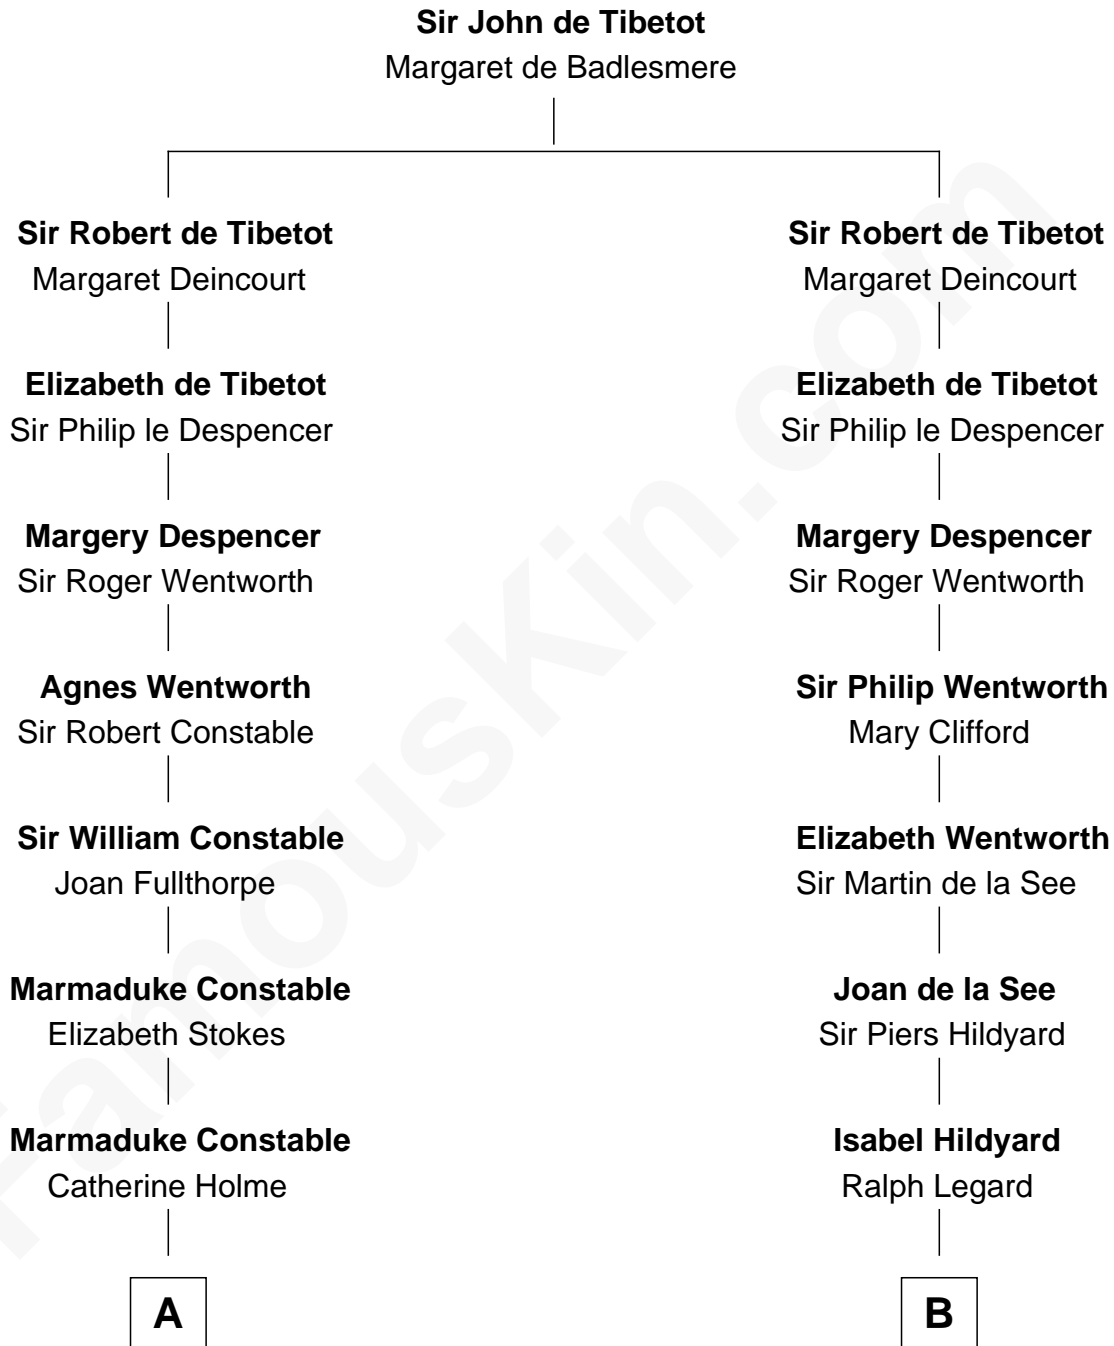 Sir John de Tibetot
Margaret de Badlesmere
Sir Robert de Tibetot
Margaret Deincourt
Elizabeth de Tibetot
Sir Philip le Despencer
Margery Despencer
Sir Roger Wentworth
Agnes Wentworth
Sir Robert Constable
Sir William Constable
Joan Fullthorpe
Marmaduke Constable
Elizabeth Stokes
Marmaduke Constable
Catherine Holme
A
Sir Robert de Tibetot
Margaret Deincourt
Elizabeth de Tibetot
Sir Philip le Despencer
Margery Despencer
Sir Roger Wentworth
Sir Philip Wentworth
Mary Clifford
Elizabeth Wentworth
Sir Martin de la See
Joan de la See
Sir Piers Hildyard
Isabel Hildyard
Ralph Legard
B
FamousKin.com